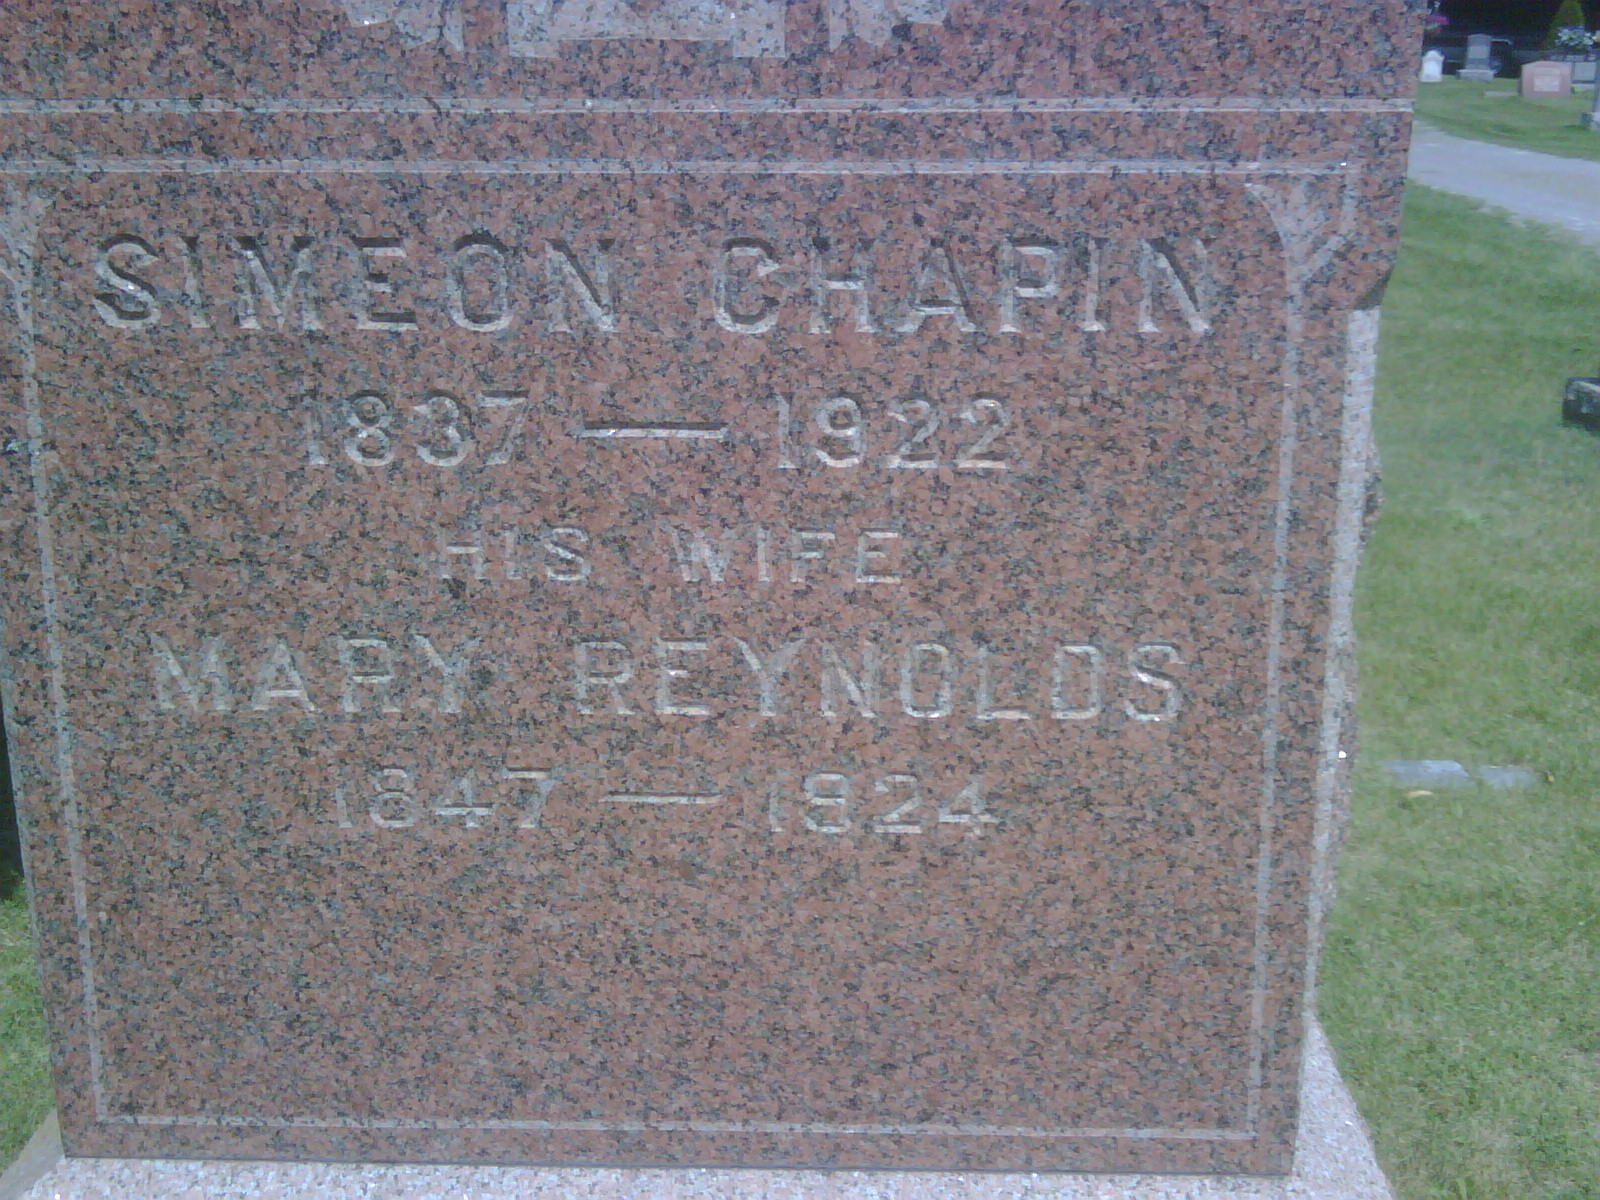 SIMEON CHAPIN
1837 — 1922
HIS WIFE
MARY REYNOLDS
1847 — 1924